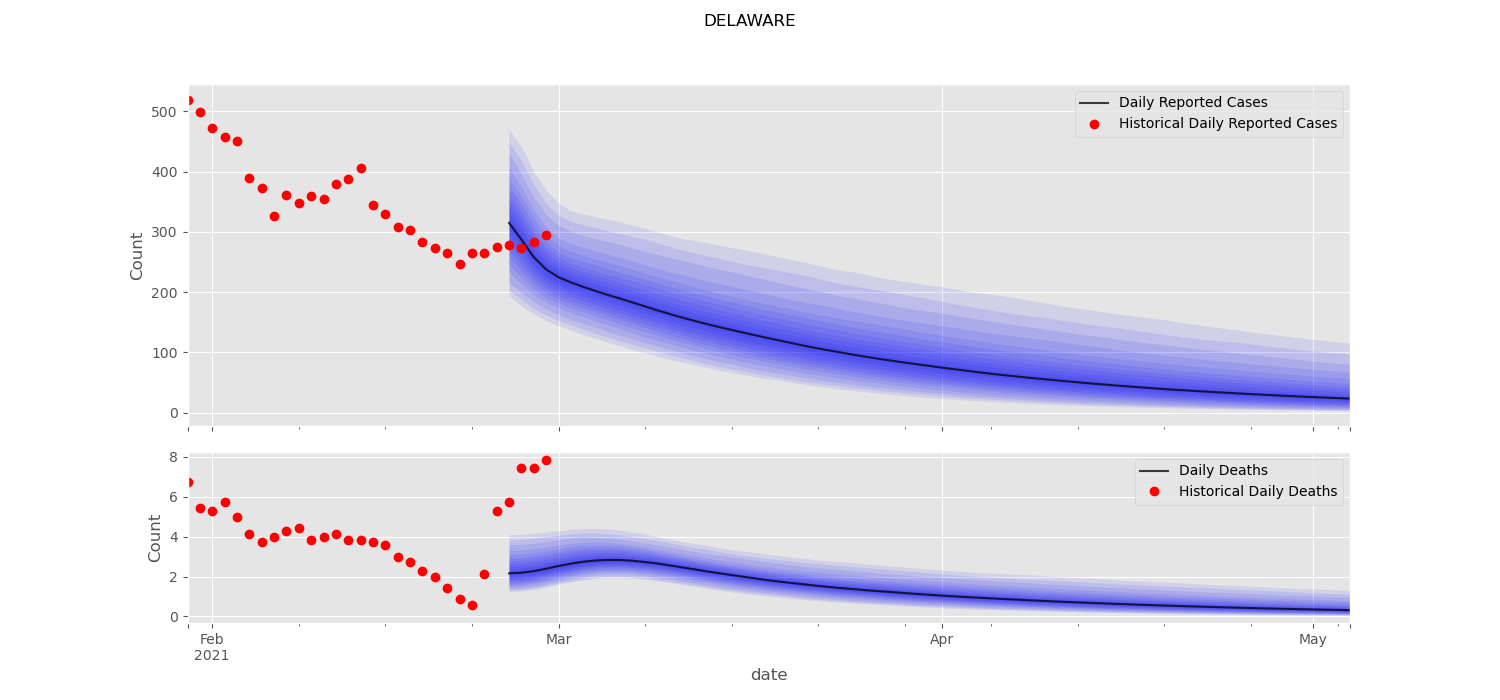 DELAWARE
500
400
300
200
100
0
Count
Daily Reported Cases
Historical Daily Reported Cases
8
6
4
2
0
Count
Daily Deaths
Historical Daily Deaths
Feb
2021
Mar
Apr
May
date